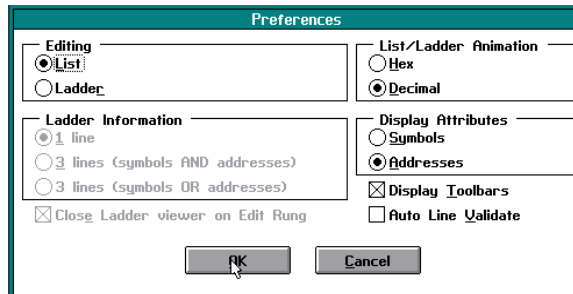 Preferences
Editing
List
Ladder
List/Ladder Animation
Hex
Decimal
Ladder Information
1 line
3 lines (symbols AND addresses)
3 lines (symbols OR addresses)
Close Ladder viewer on Edit Rung
Display Attributes
Symbols
Addresses
Display Toolbars
Auto Line Validate
OK
Cancel